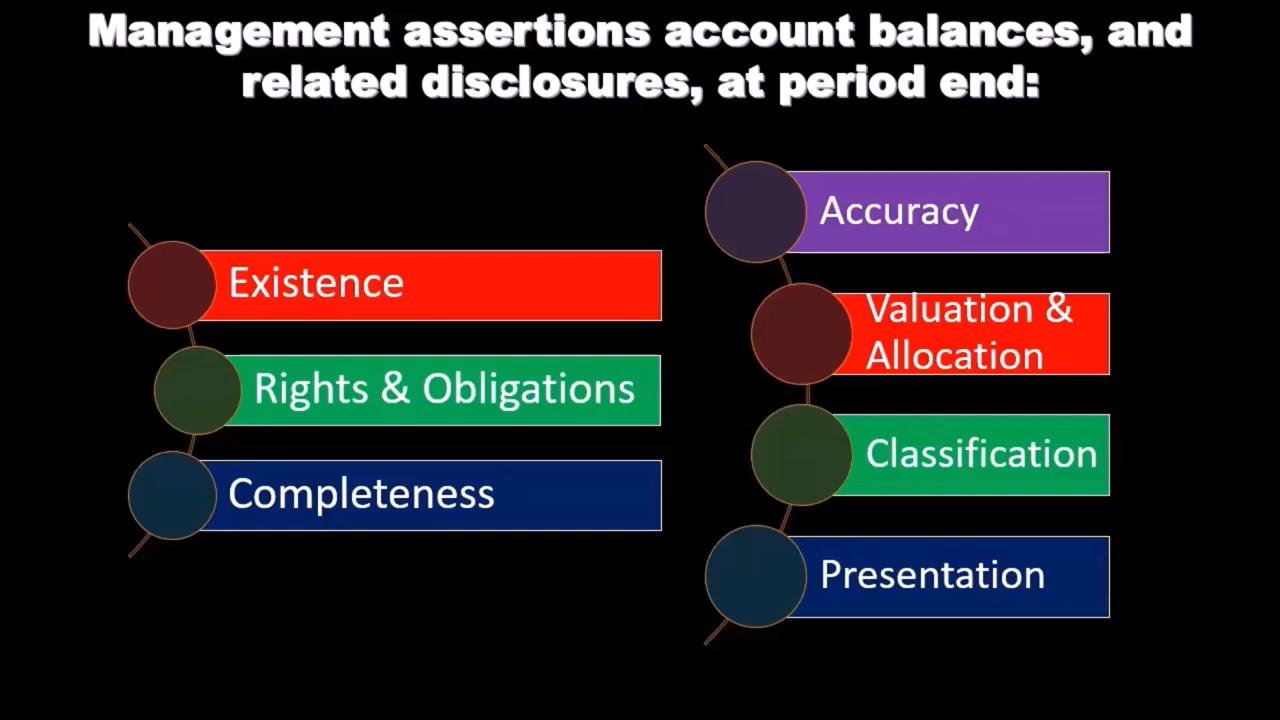 Management assertions account balances, and
related disclosures, at period end:
Existence
Rights & Obligations
Completeness
Accuracy
Valuation &
Allocation
Classification
Presentation